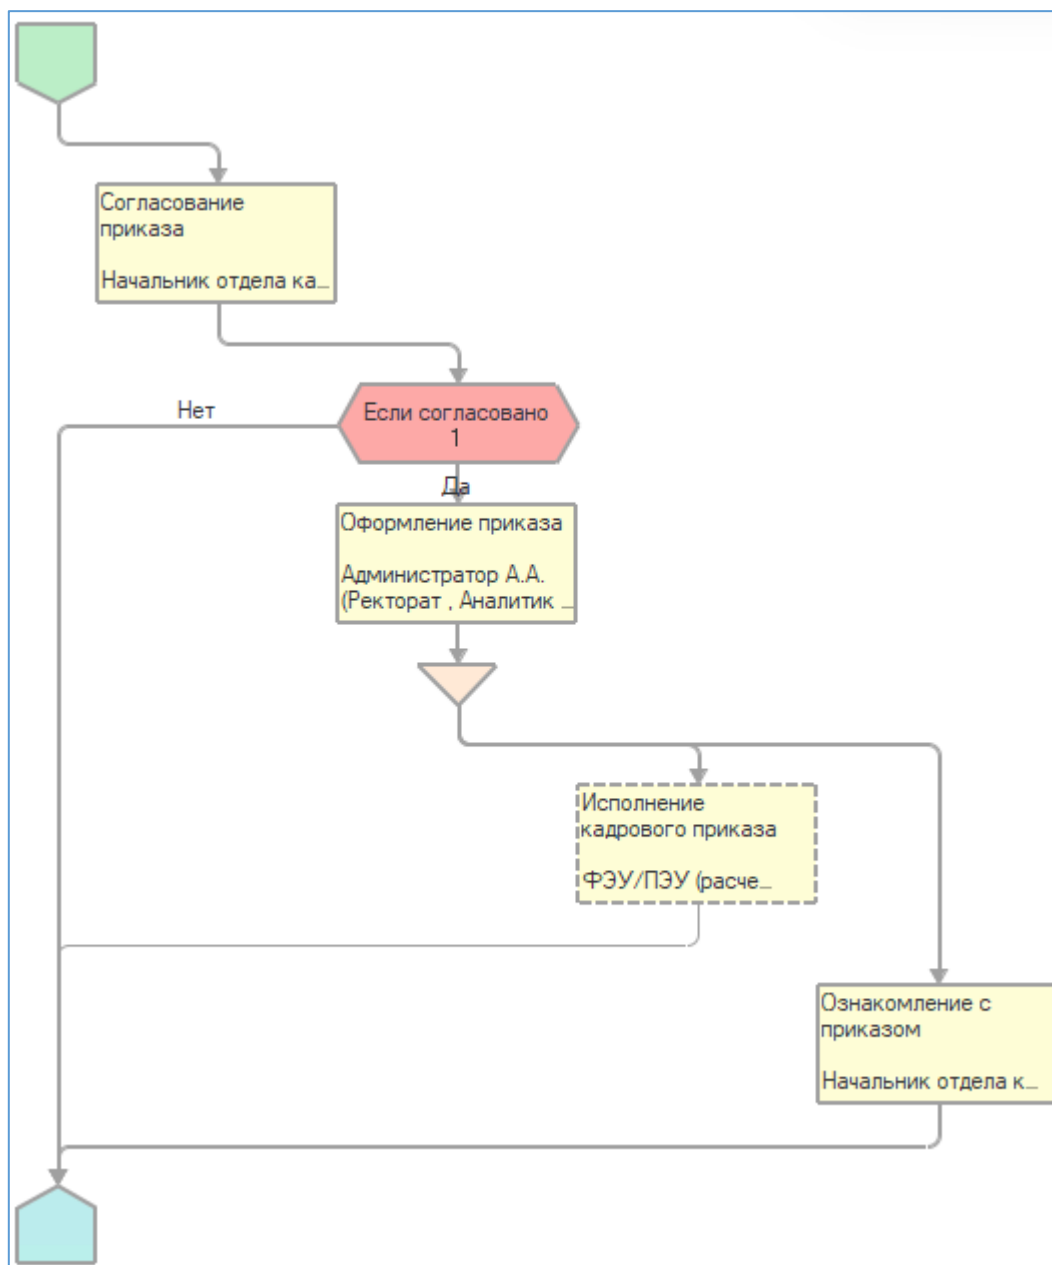 Согласование
приказа
Начальник отдела ка...
Нет
Если согласовано
1
Да
Оформление приказа
Администратор А.А.
(Ректорат , Аналитик ...
Исполнение
кадрового приказа
ФЭУ/ПЭУ (расче...
Ознакомление с
приказом
Начальник отдела к...